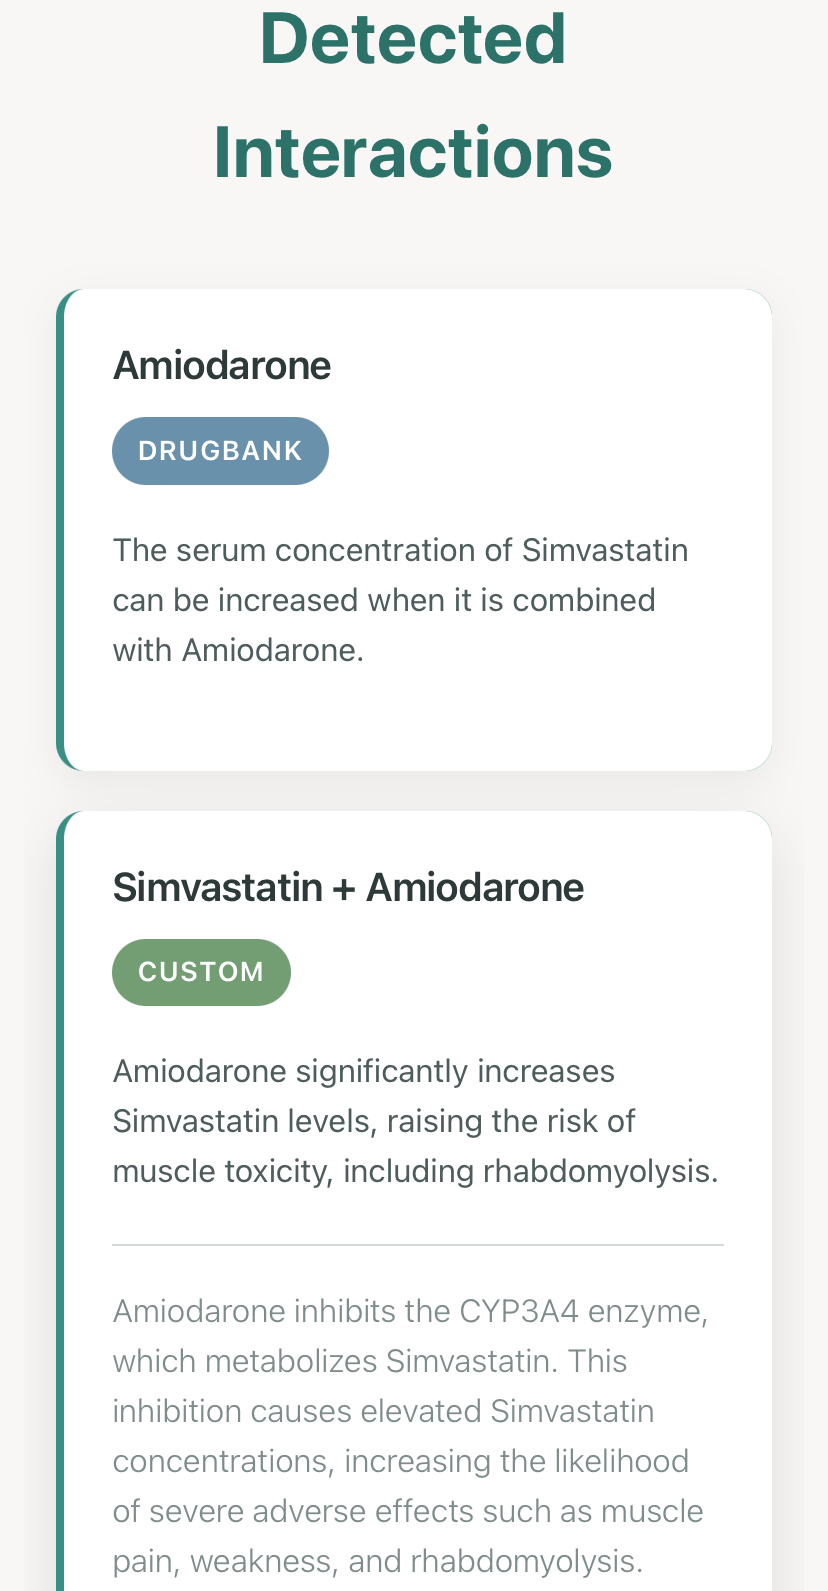 Detected
Interactions
Amiodarone
DRUGBANK
The serum concentration of Simvastatin
can be increased when it is combined
with Amiodarone.
Simvastatin + Amiodarone
CUSTOM
Amiodarone significantly increases
Simvastatin levels, raising the risk of
muscle toxicity, including rhabdomyolysis.
Amiodarone inhibits the CYP3A4 enzyme,
which metabolizes Simvastatin. This
inhibition causes elevated Simvastatin
concentrations, increasing the likelihood
of severe adverse effects such as muscle
pain, weakness, and rhabdomyolysis.